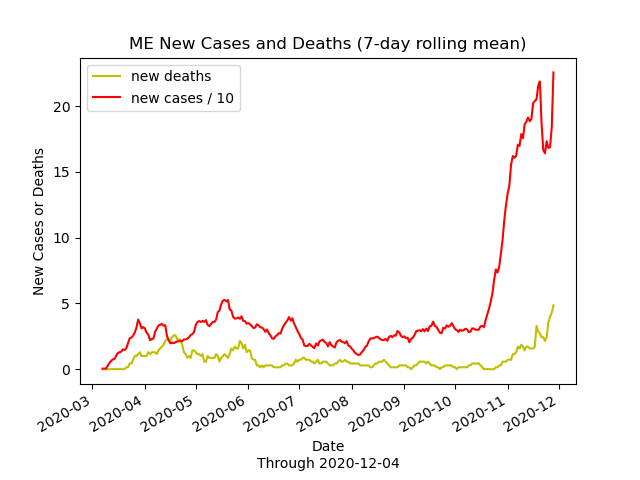 ME New Cases and Deaths (7-day rolling mean)
new deaths
new cases / 10
20
15
10
5
0
New Cases or Deaths
2020-03
2020-04
2020-05
2020-06
2020-07
2020-08
2020-09
2020-10
2020-11
2020-12
Date
Through 2020-12-04